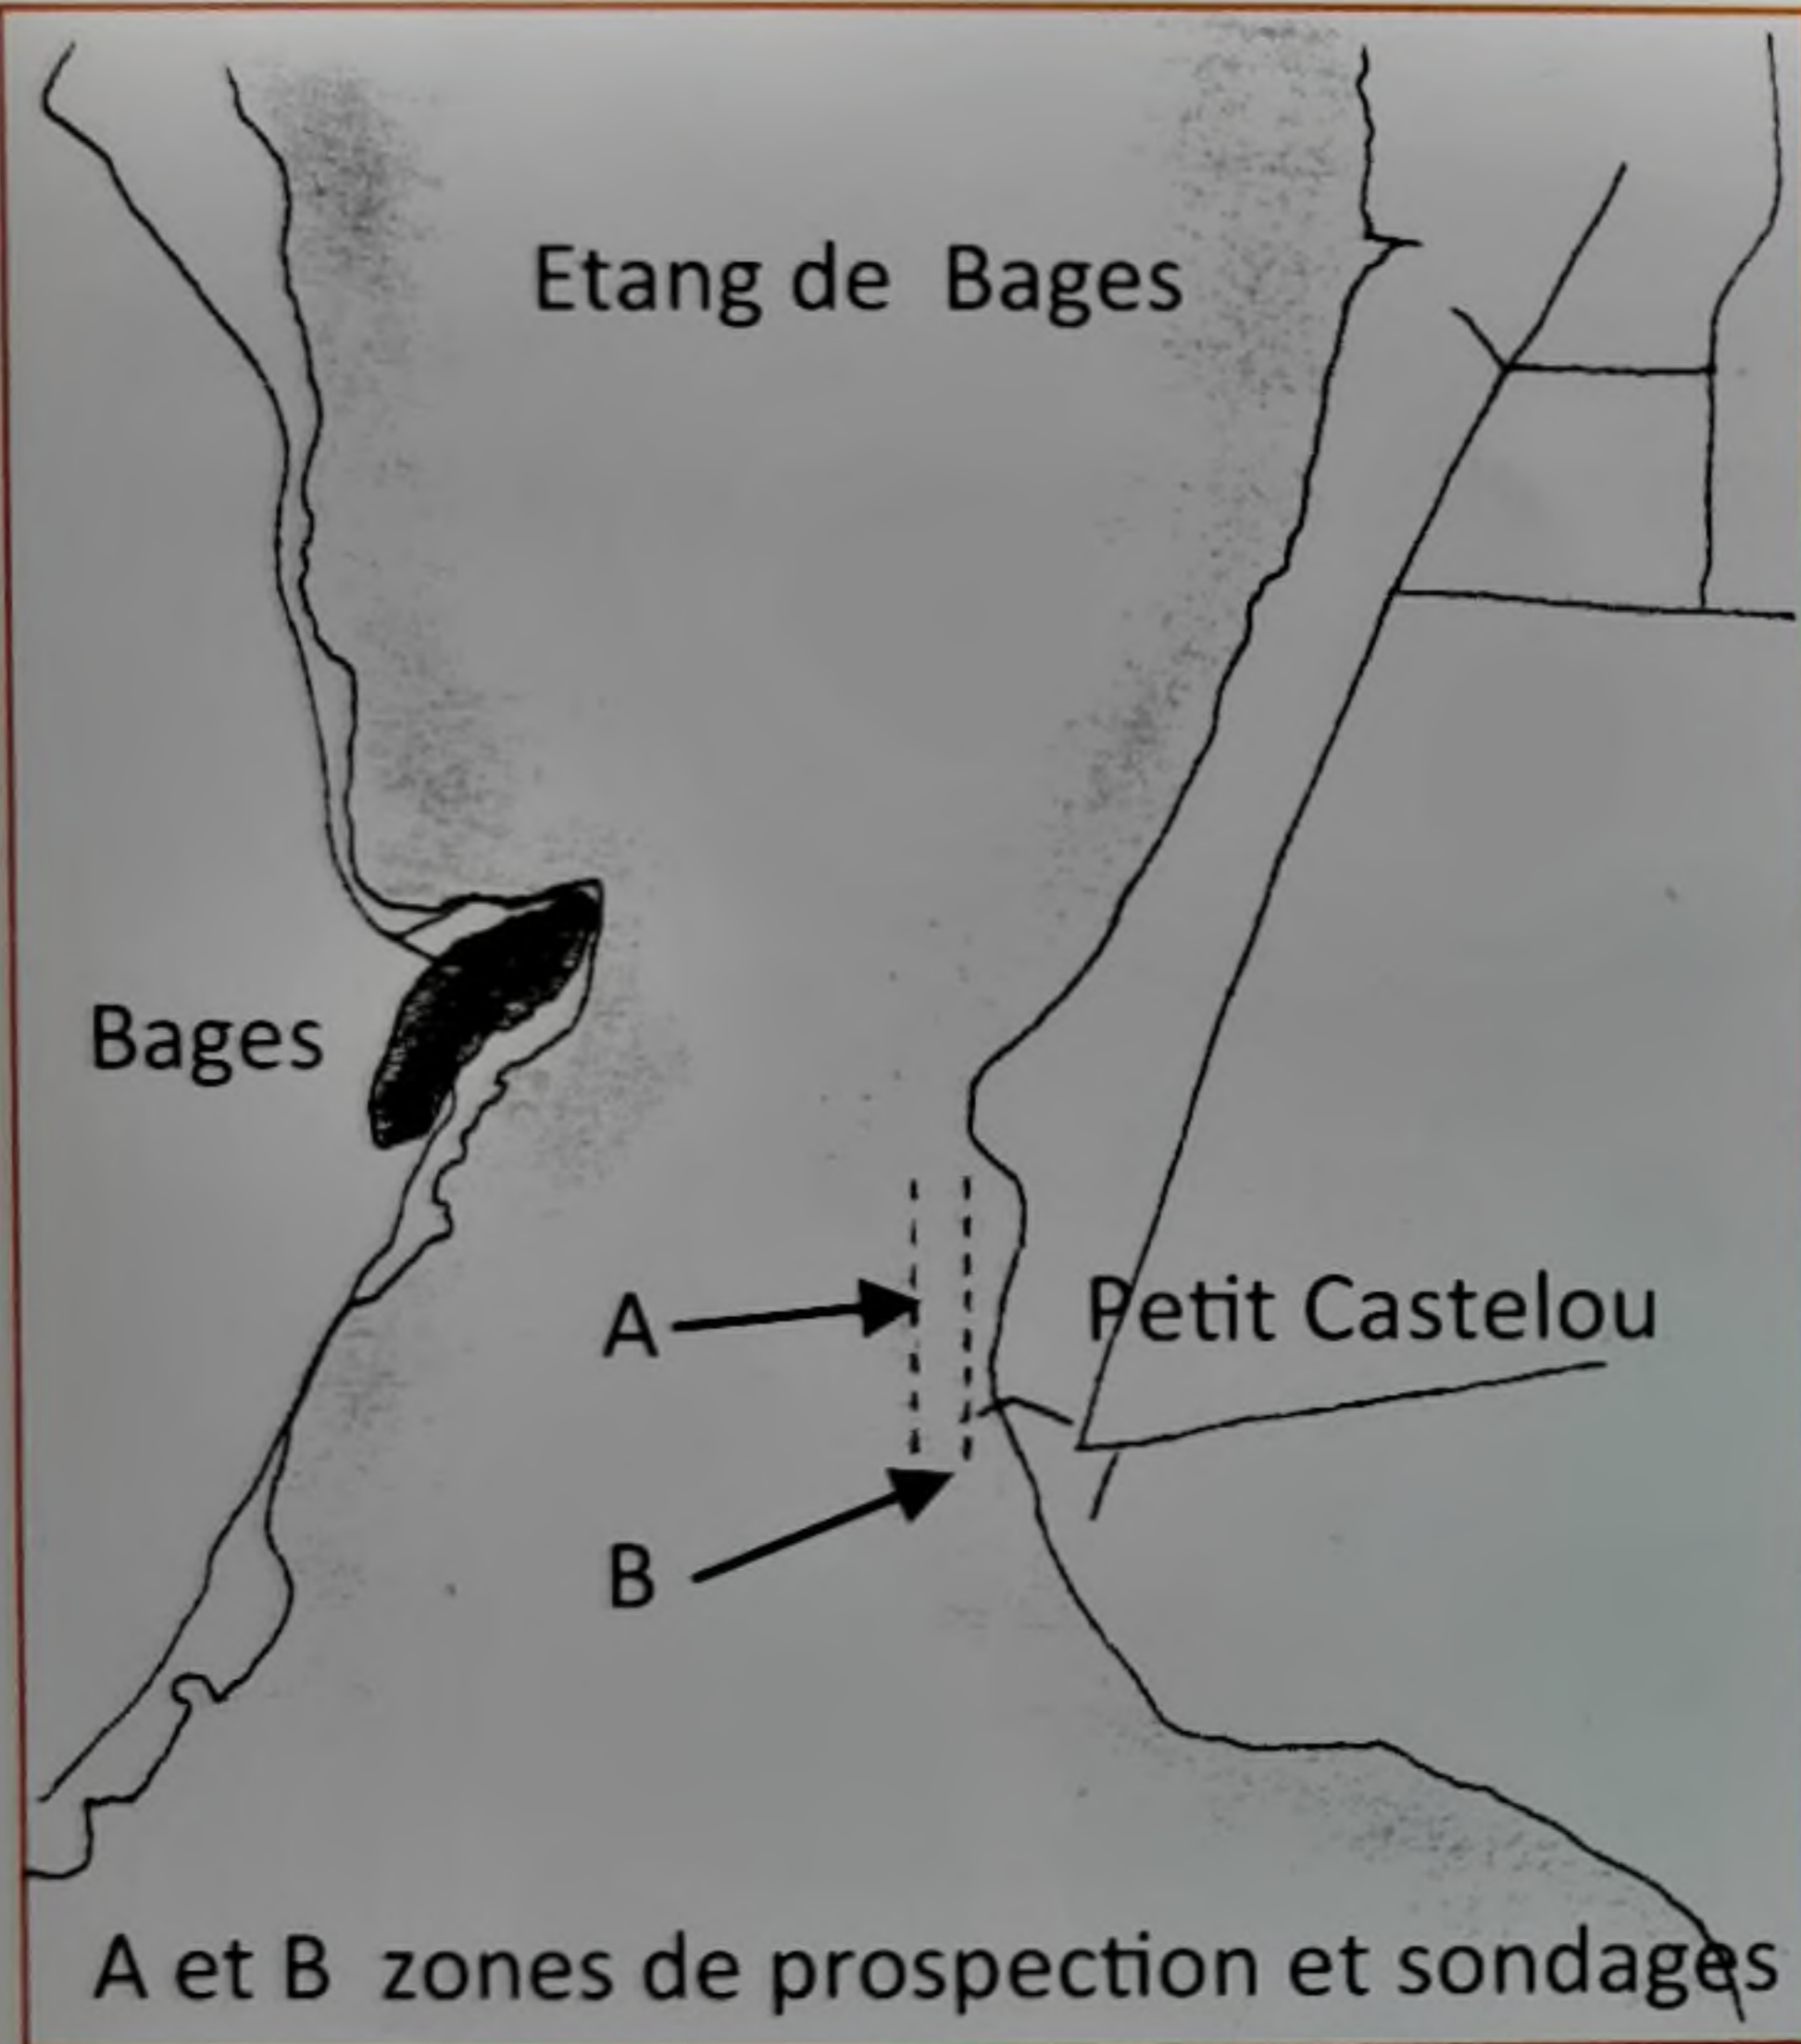 Etang de Bages
Bages
A
Petit Castelou
B
A et B zones de prospection et sondages